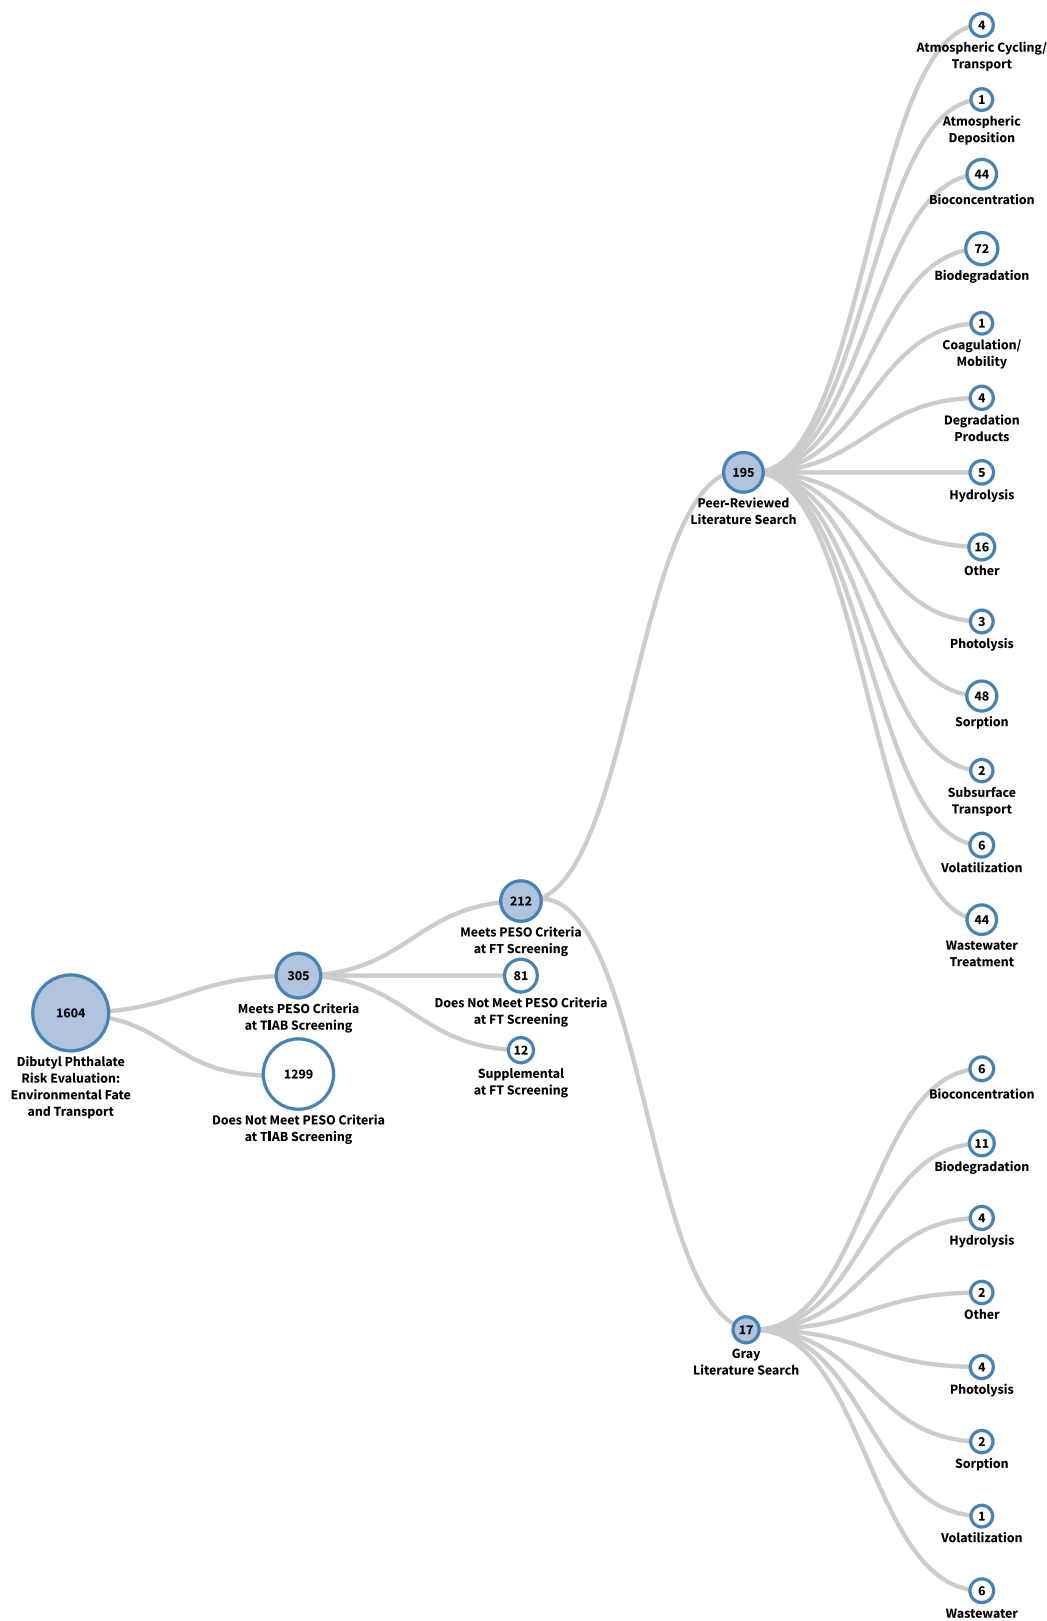 1604
Dibutyl Phthalate
Risk Evaluation:
Environmental Fate
and Transport
305
Meets PESO Criteria
at TIAB Screening
1299
Does Not Meet PESO Criteria
at TIAB Screening
212
Meets PESO Criteria
at FT Screening
81
Does Not Meet PESO Criteria
at FT Screening
12
Supplemental
at FT Screening
195
Peer-Reviewed
Literature Search
4
Atmospheric Cycling/
Transport
1
Atmospheric
Deposition
44
Bioconcentration
72
Biodegradation
1
Coagulation/
Mobility
4
Degradation
Products
5
Hydrolysis
16
Other
3
Photolysis
48
Sorption
2
Subsurface
Transport
6
Volatilization
44
Wastewater
Treatment
17
Gray
Literature Search
6
Bioconcentration
11
Biodegradation
4
Hydrolysis
2
Other
4
Photolysis
2
Sorption
1
Volatilization
6
Wastewater